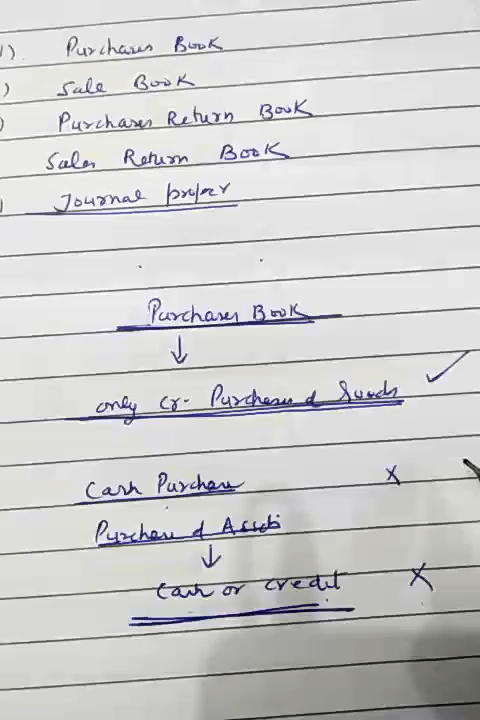 1) Purchases Book
) Sale Book
) Purchases Return Book
Sales Return Book
) Journal proper
Purchases Book
↓
only cr. Purchases of Goods ✓
Cash Purchase ×
Purchase of Assets
↓
Cash or credit ×